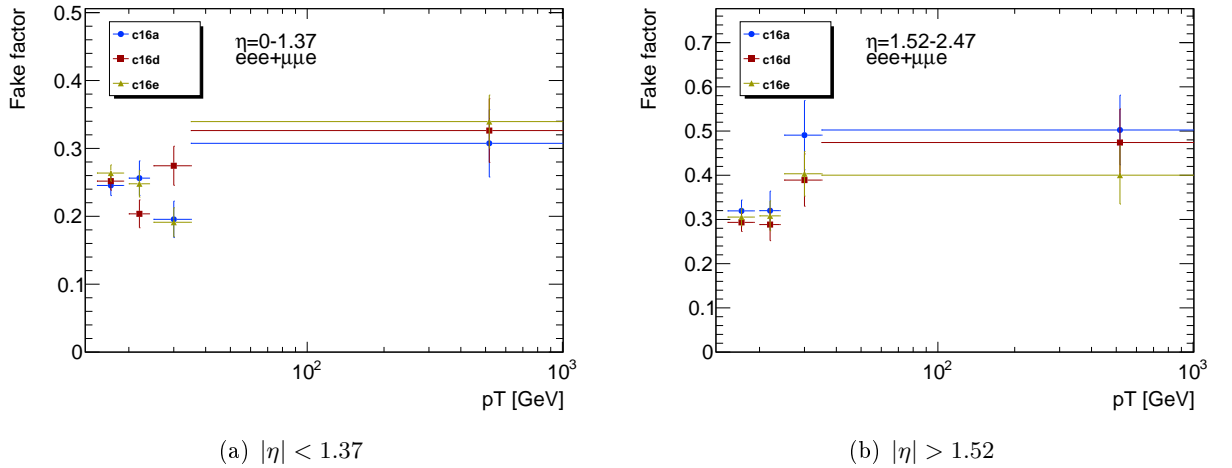 Fake factor
0.5
0.4
0.3
0.2
0.1
0
c16a
c16d
c16e
η=0-1.37
eee+μμe
10²
10³
pT [GeV]
(a) |η| < 1.37
Fake factor
0.7
0.6
0.5
0.4
0.3
0.2
0.1
0
c16a
c16d
c16e
η=1.52-2.47
eee+μμe
10²
10³
pT [GeV]
(b) |η| > 1.52